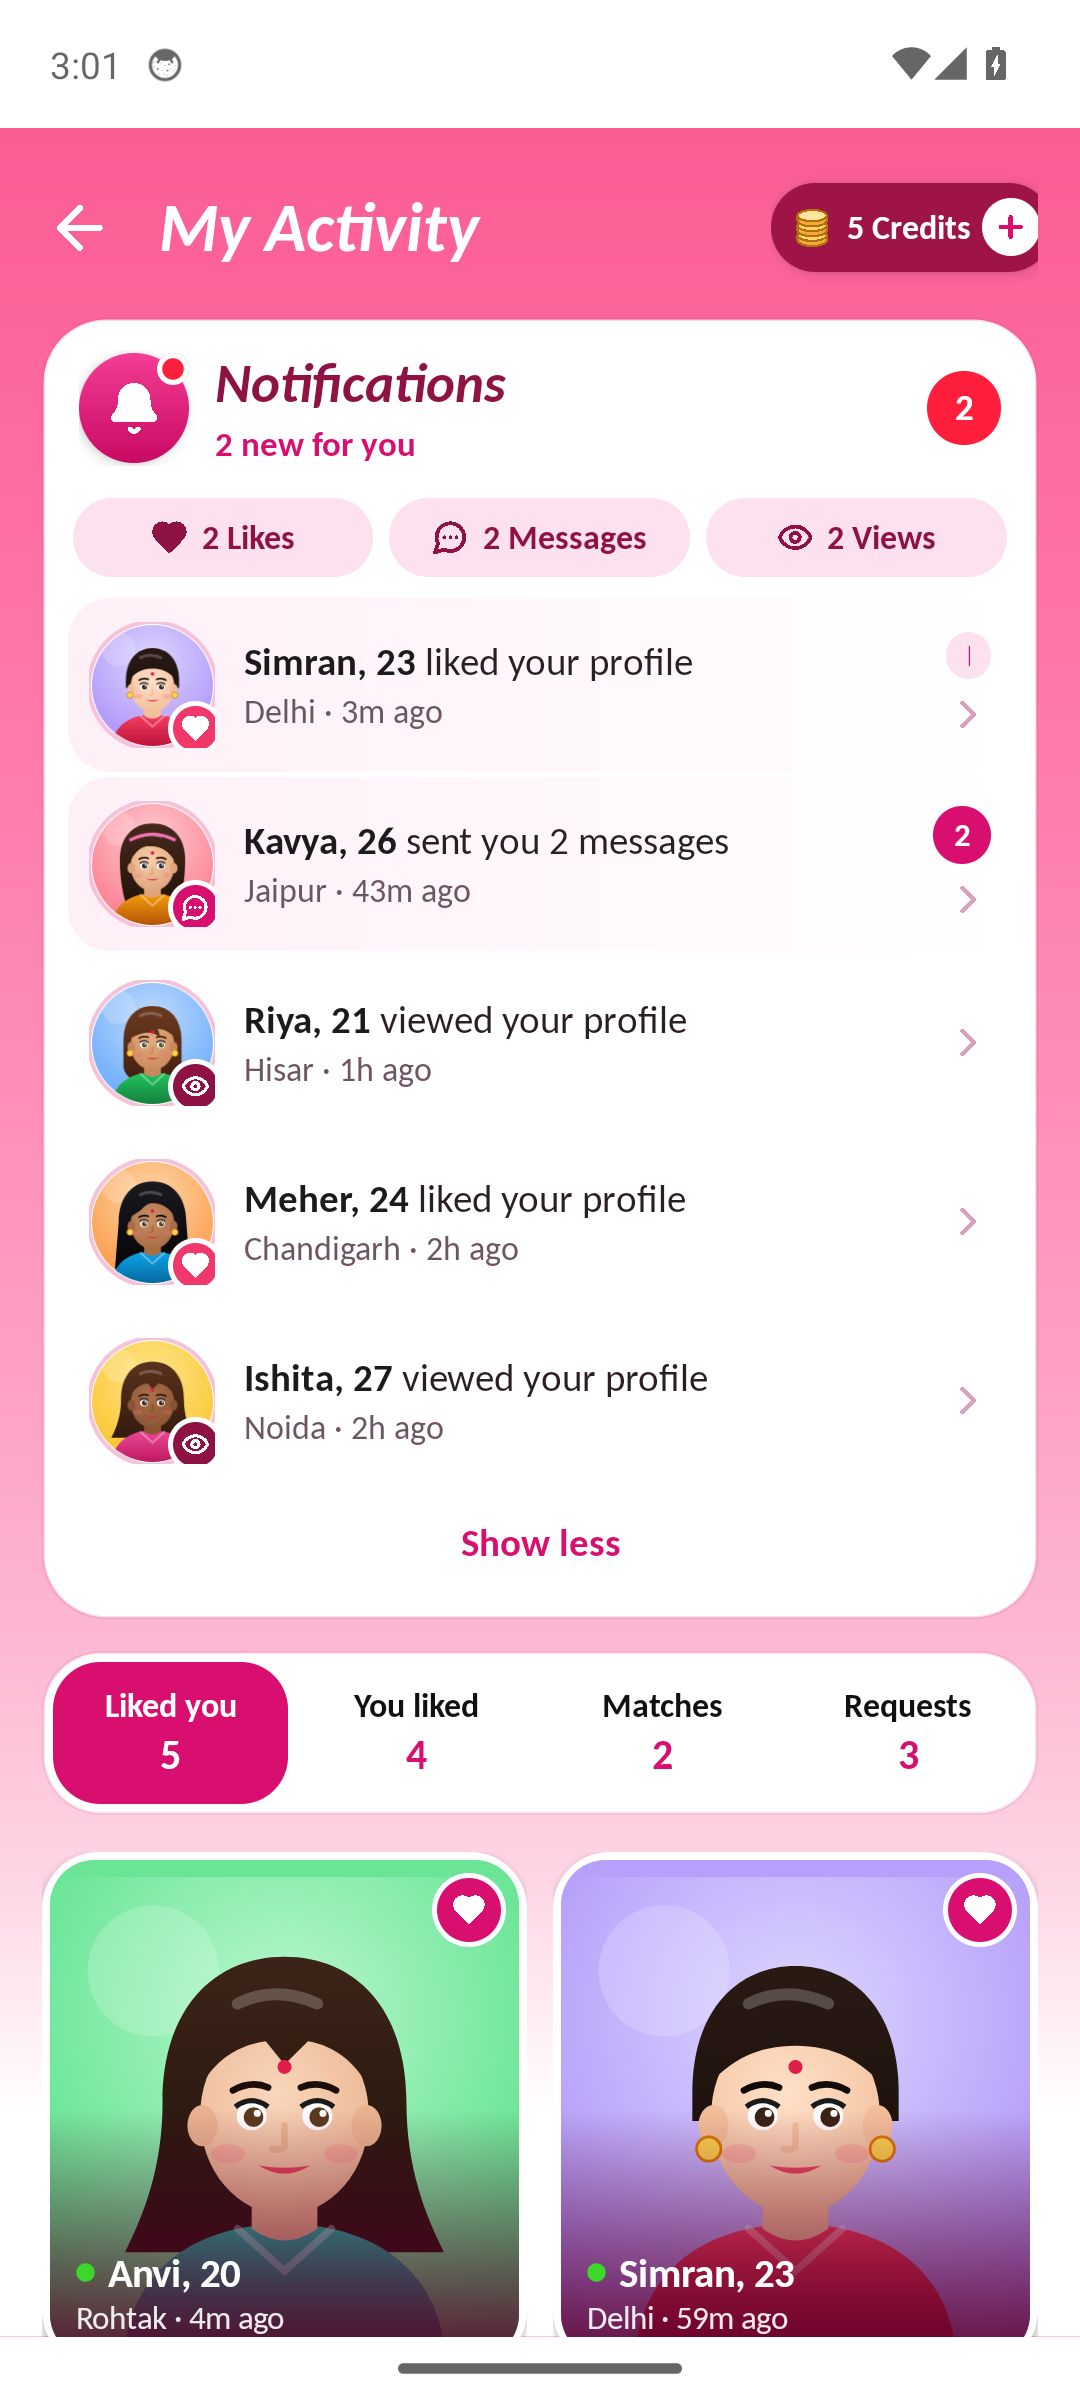 3:01
My Activity
5 Credits
Notifications
2 new for you
2
2 Likes
2 Messages
2 Views
Simran, 23 liked your profile
Delhi · 3m ago
Kavya, 26 sent you 2 messages
Jaipur · 43m ago
2
Riya, 21 viewed your profile
Hisar · 1h ago
Meher, 24 liked your profile
Chandigarh · 2h ago
Ishita, 27 viewed your profile
Noida · 2h ago
Show less
Liked you
5
You liked
4
Matches
2
Requests
3
Anvi, 20
Rohtak · 4m ago
Simran, 23
Delhi · 59m ago